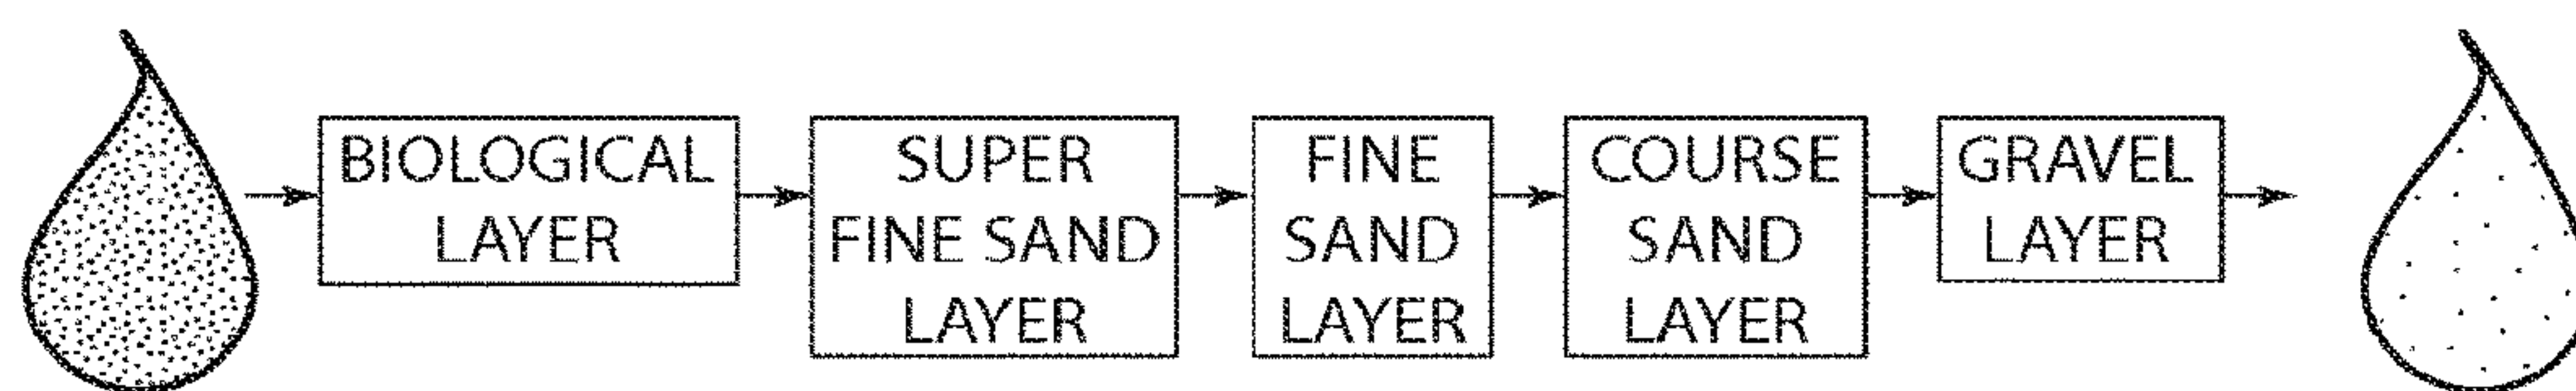 BIOLOGICAL
LAYER
SUPER
FINE SAND
LAYER
FINE
SAND
LAYER
COURSE
SAND
LAYER
GRAVEL
LAYER